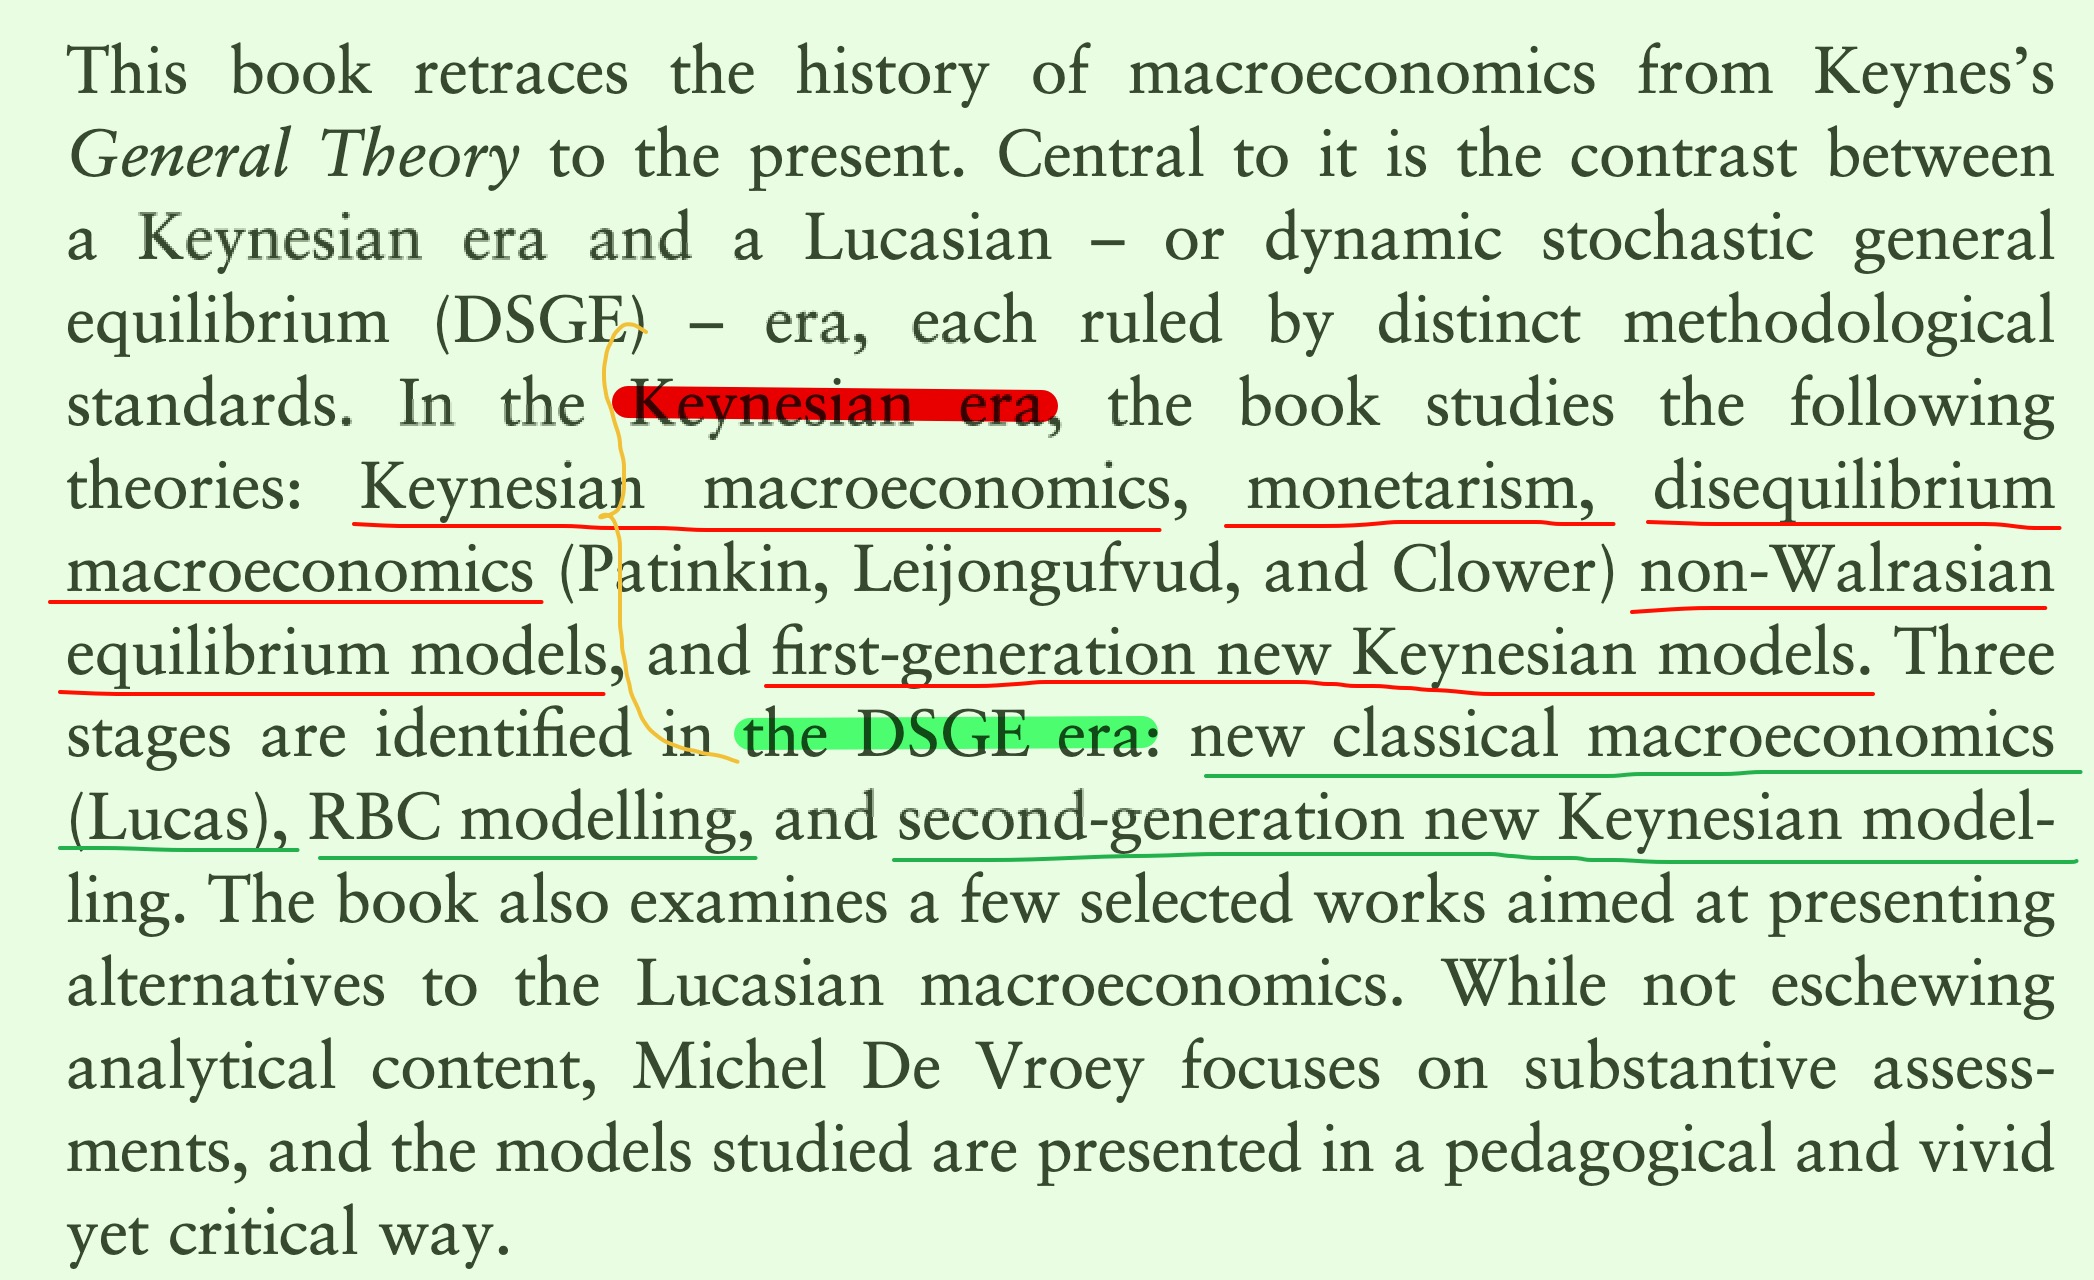 This book retraces the history of macroeconomics from Keynes’s
General Theory to the present. Central to it is the contrast between
a Keynesian era and a Lucasian – or dynamic stochastic general
equilibrium (DSGE) – era, each ruled by distinct methodological
standards. In the Keynesian era, the book studies the following
theories: Keynesian macroeconomics, monetarism, disequilibrium
macroeconomics (Patinkin, Leijongufvud, and Clower) non-Walrasian
equilibrium models, and first-generation new Keynesian models. Three
stages are identified in the DSGE era: new classical macroeconomics
(Lucas), RBC modelling, and second-generation new Keynesian model-
ling. The book also examines a few selected works aimed at presenting
alternatives to the Lucasian macroeconomics. While not eschewing
analytical content, Michel De Vroey focuses on substantive assess-
ments, and the models studied are presented in a pedagogical and vivid
yet critical way.